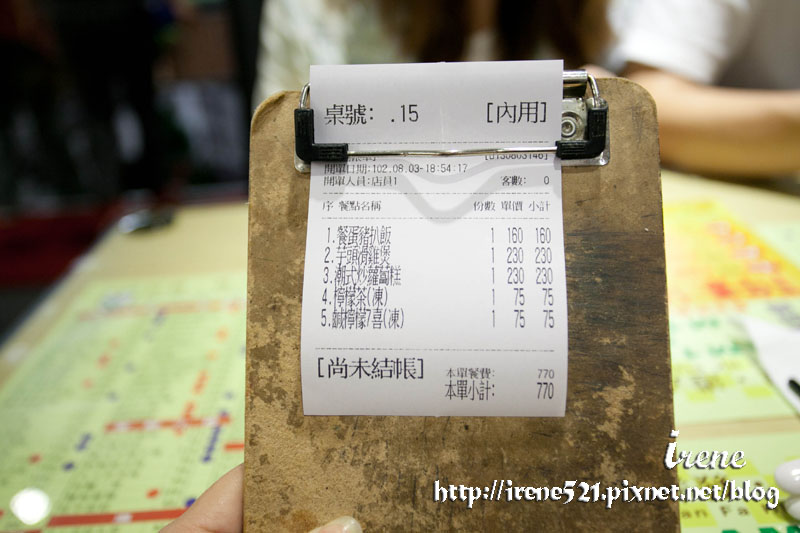 桌號: .15 [內用]
[0130803146]
開單日期:102.08.03-18:54:17
開單人員:店員1 客數: 0
序 餐點名稱 份數 單價 小計
1.餐蛋豬扒飯 1 160 160
2.芋頭滑雞煲 1 230 230
3.潮式炒蘿蔔糕 1 230 230
4.檸檬茶(凍) 1 75 75
5.鹹檸檬7喜(凍) 1 75 75
[尚未結帳] 本單餐費: 770
本單小計: 770
irene
http://irene521.pixnet.net/blog